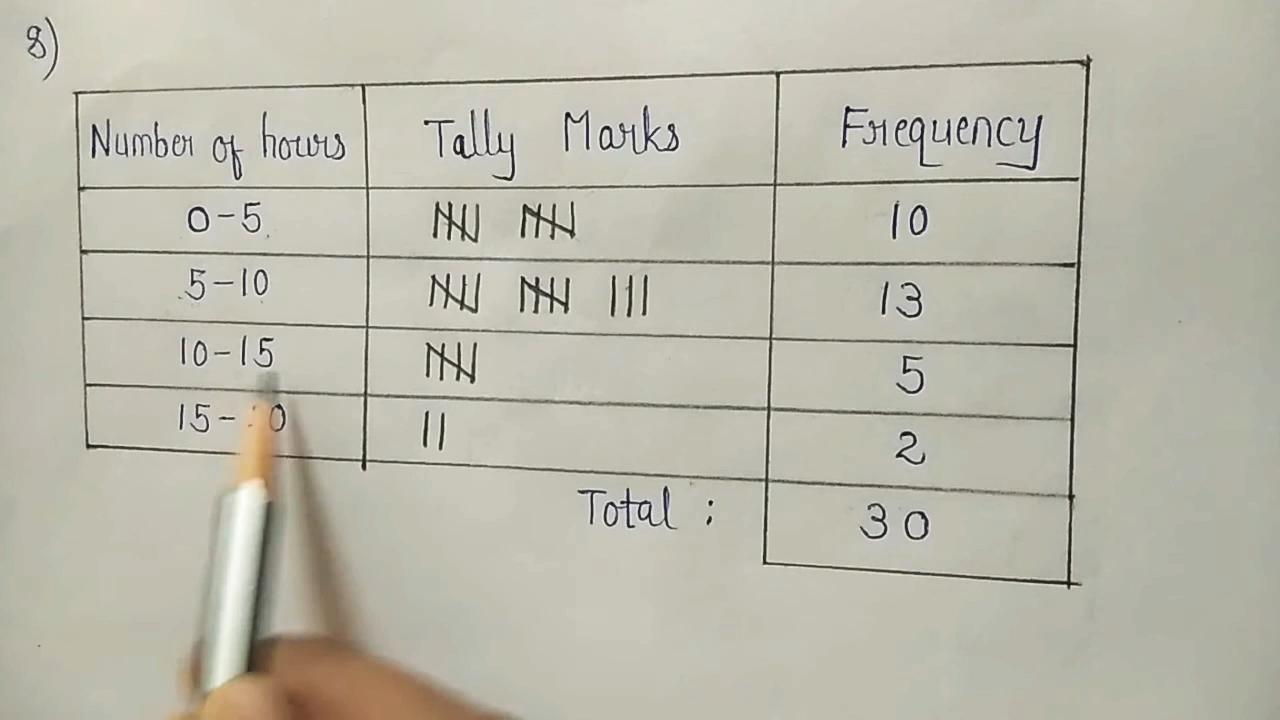 8)
Number of hours Tally Marks Frequency
0-5 10
5-10 13
10-15 5
15- 2
Total : 30